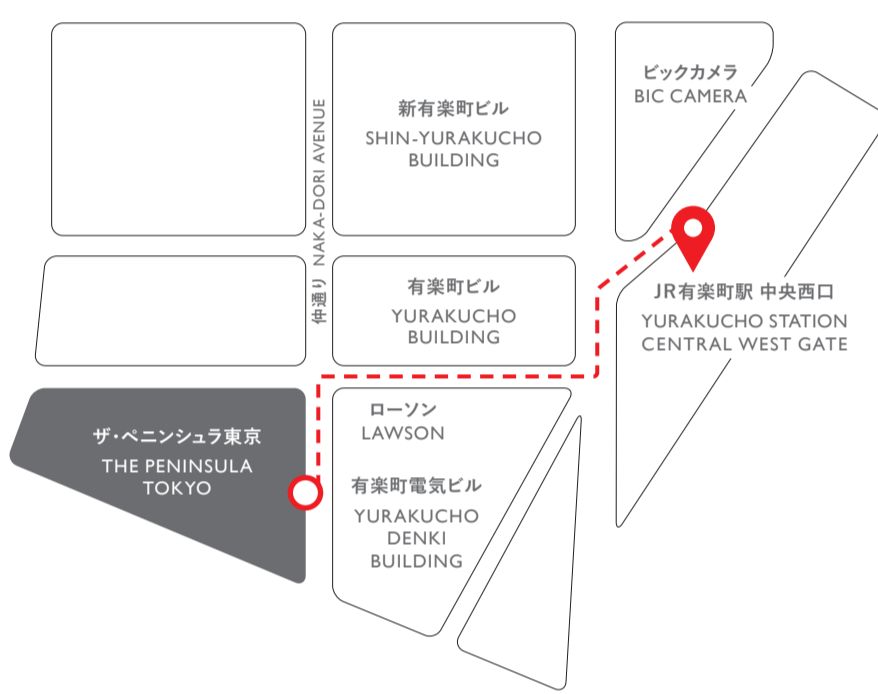 ビックカメラ
BIC CAMERA
新有楽町ビル
SHIN-YURAKUCHO
BUILDING
仲通り NAKA-DORI AVENUE
有楽町ビル
YURAKUCHO
BUILDING
JR有楽町駅 中央西口
YURAKUCHO STATION
CENTRAL WEST GATE
ザ・ペニンシュラ東京
THE PENINSULA
TOKYO
ローソン
LAWSON
有楽町電気ビル
YURAKUCHO
DENKI
BUILDING